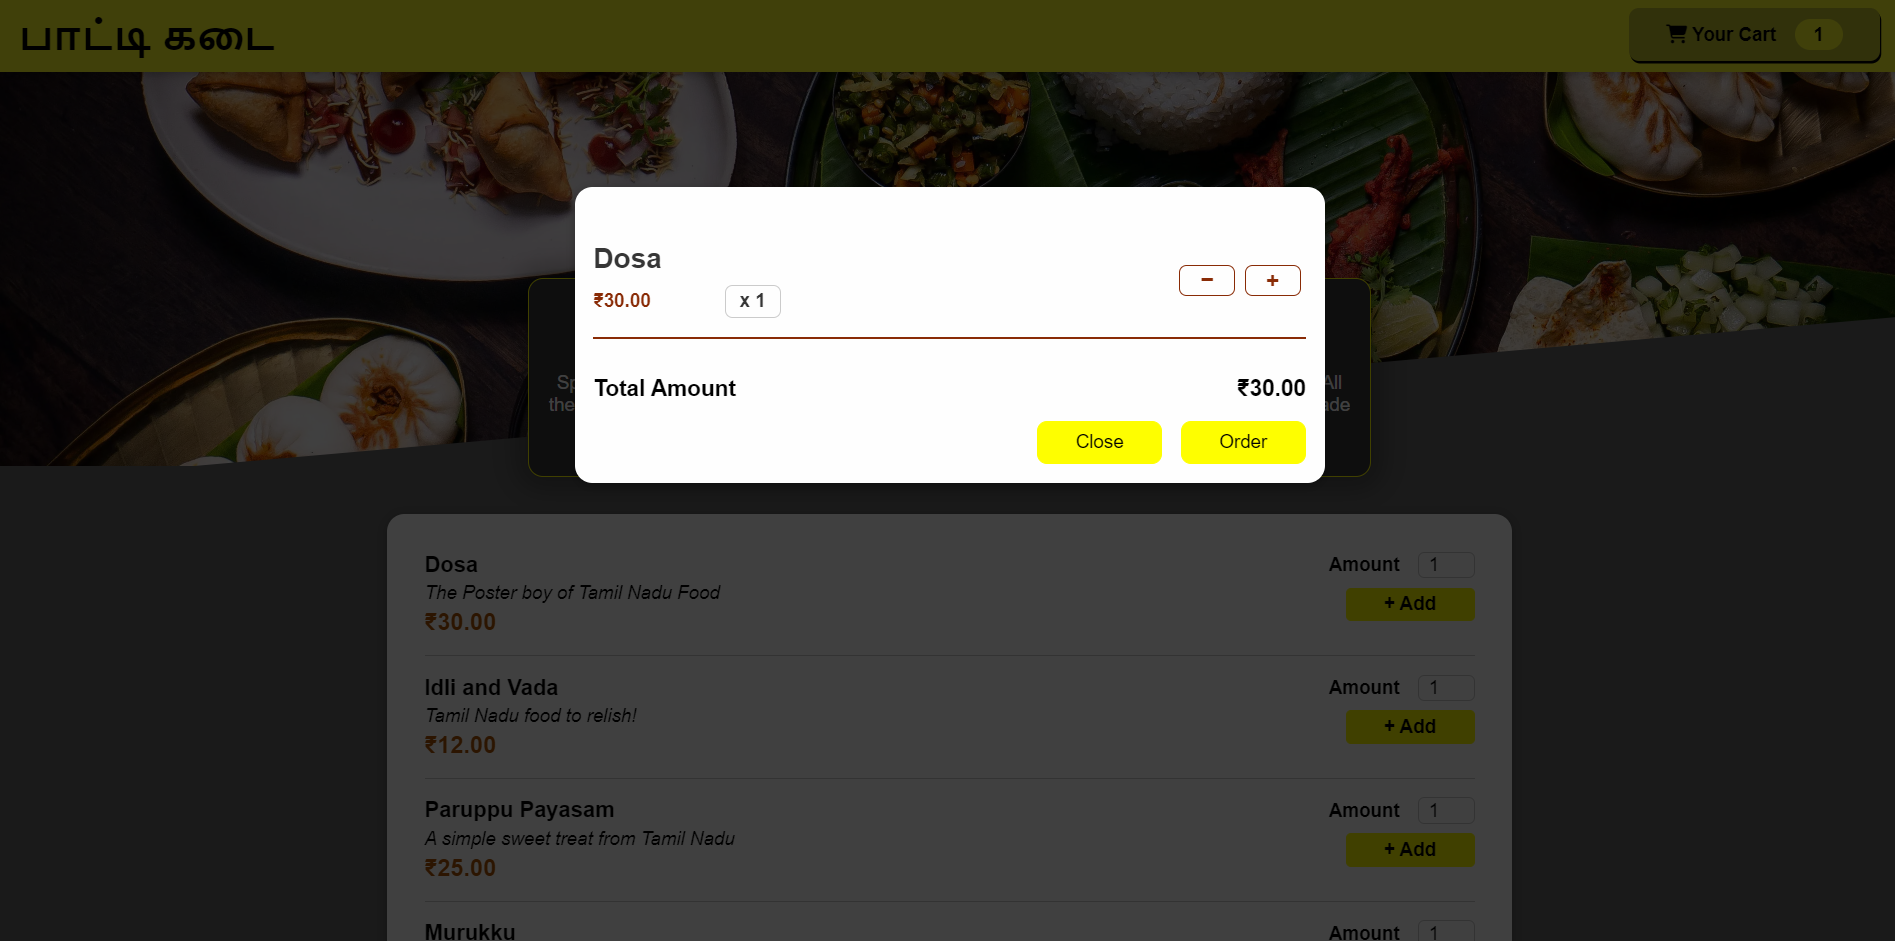 பாட்டி கடை
Your Cart 1
Dosa
₹30.00 x 1
− +
Total Amount ₹30.00
Close Order
All
Dosa
The Poster boy of Tamil Nadu Food
₹30.00
Amount 1
+ Add
Idli and Vada
Tamil Nadu food to relish!
₹12.00
Amount 1
+ Add
Paruppu Payasam
A simple sweet treat from Tamil Nadu
₹25.00
Amount 1
+ Add
Murukku
Amount 1